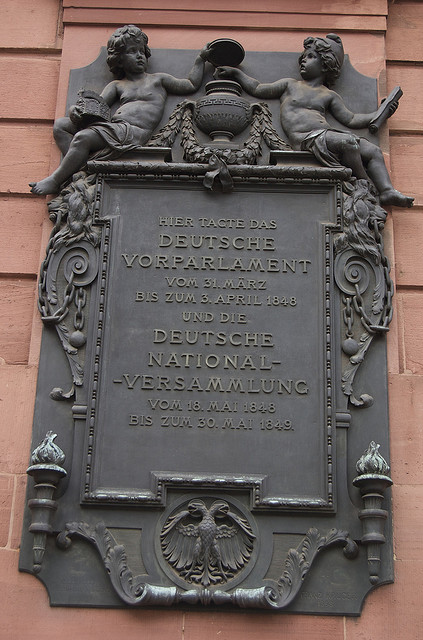 HIER TAGTE DAS
DEUTSCHE
VORPARLAMENT
VOM 31. MÄRZ
BIS ZUM 3. APRIL 1848
UND DIE
DEUTSCHE
NATIONAL-
-VERSAMMLUNG
VOM 18. MAI 1848
BIS ZUM 30. MAI 1849.